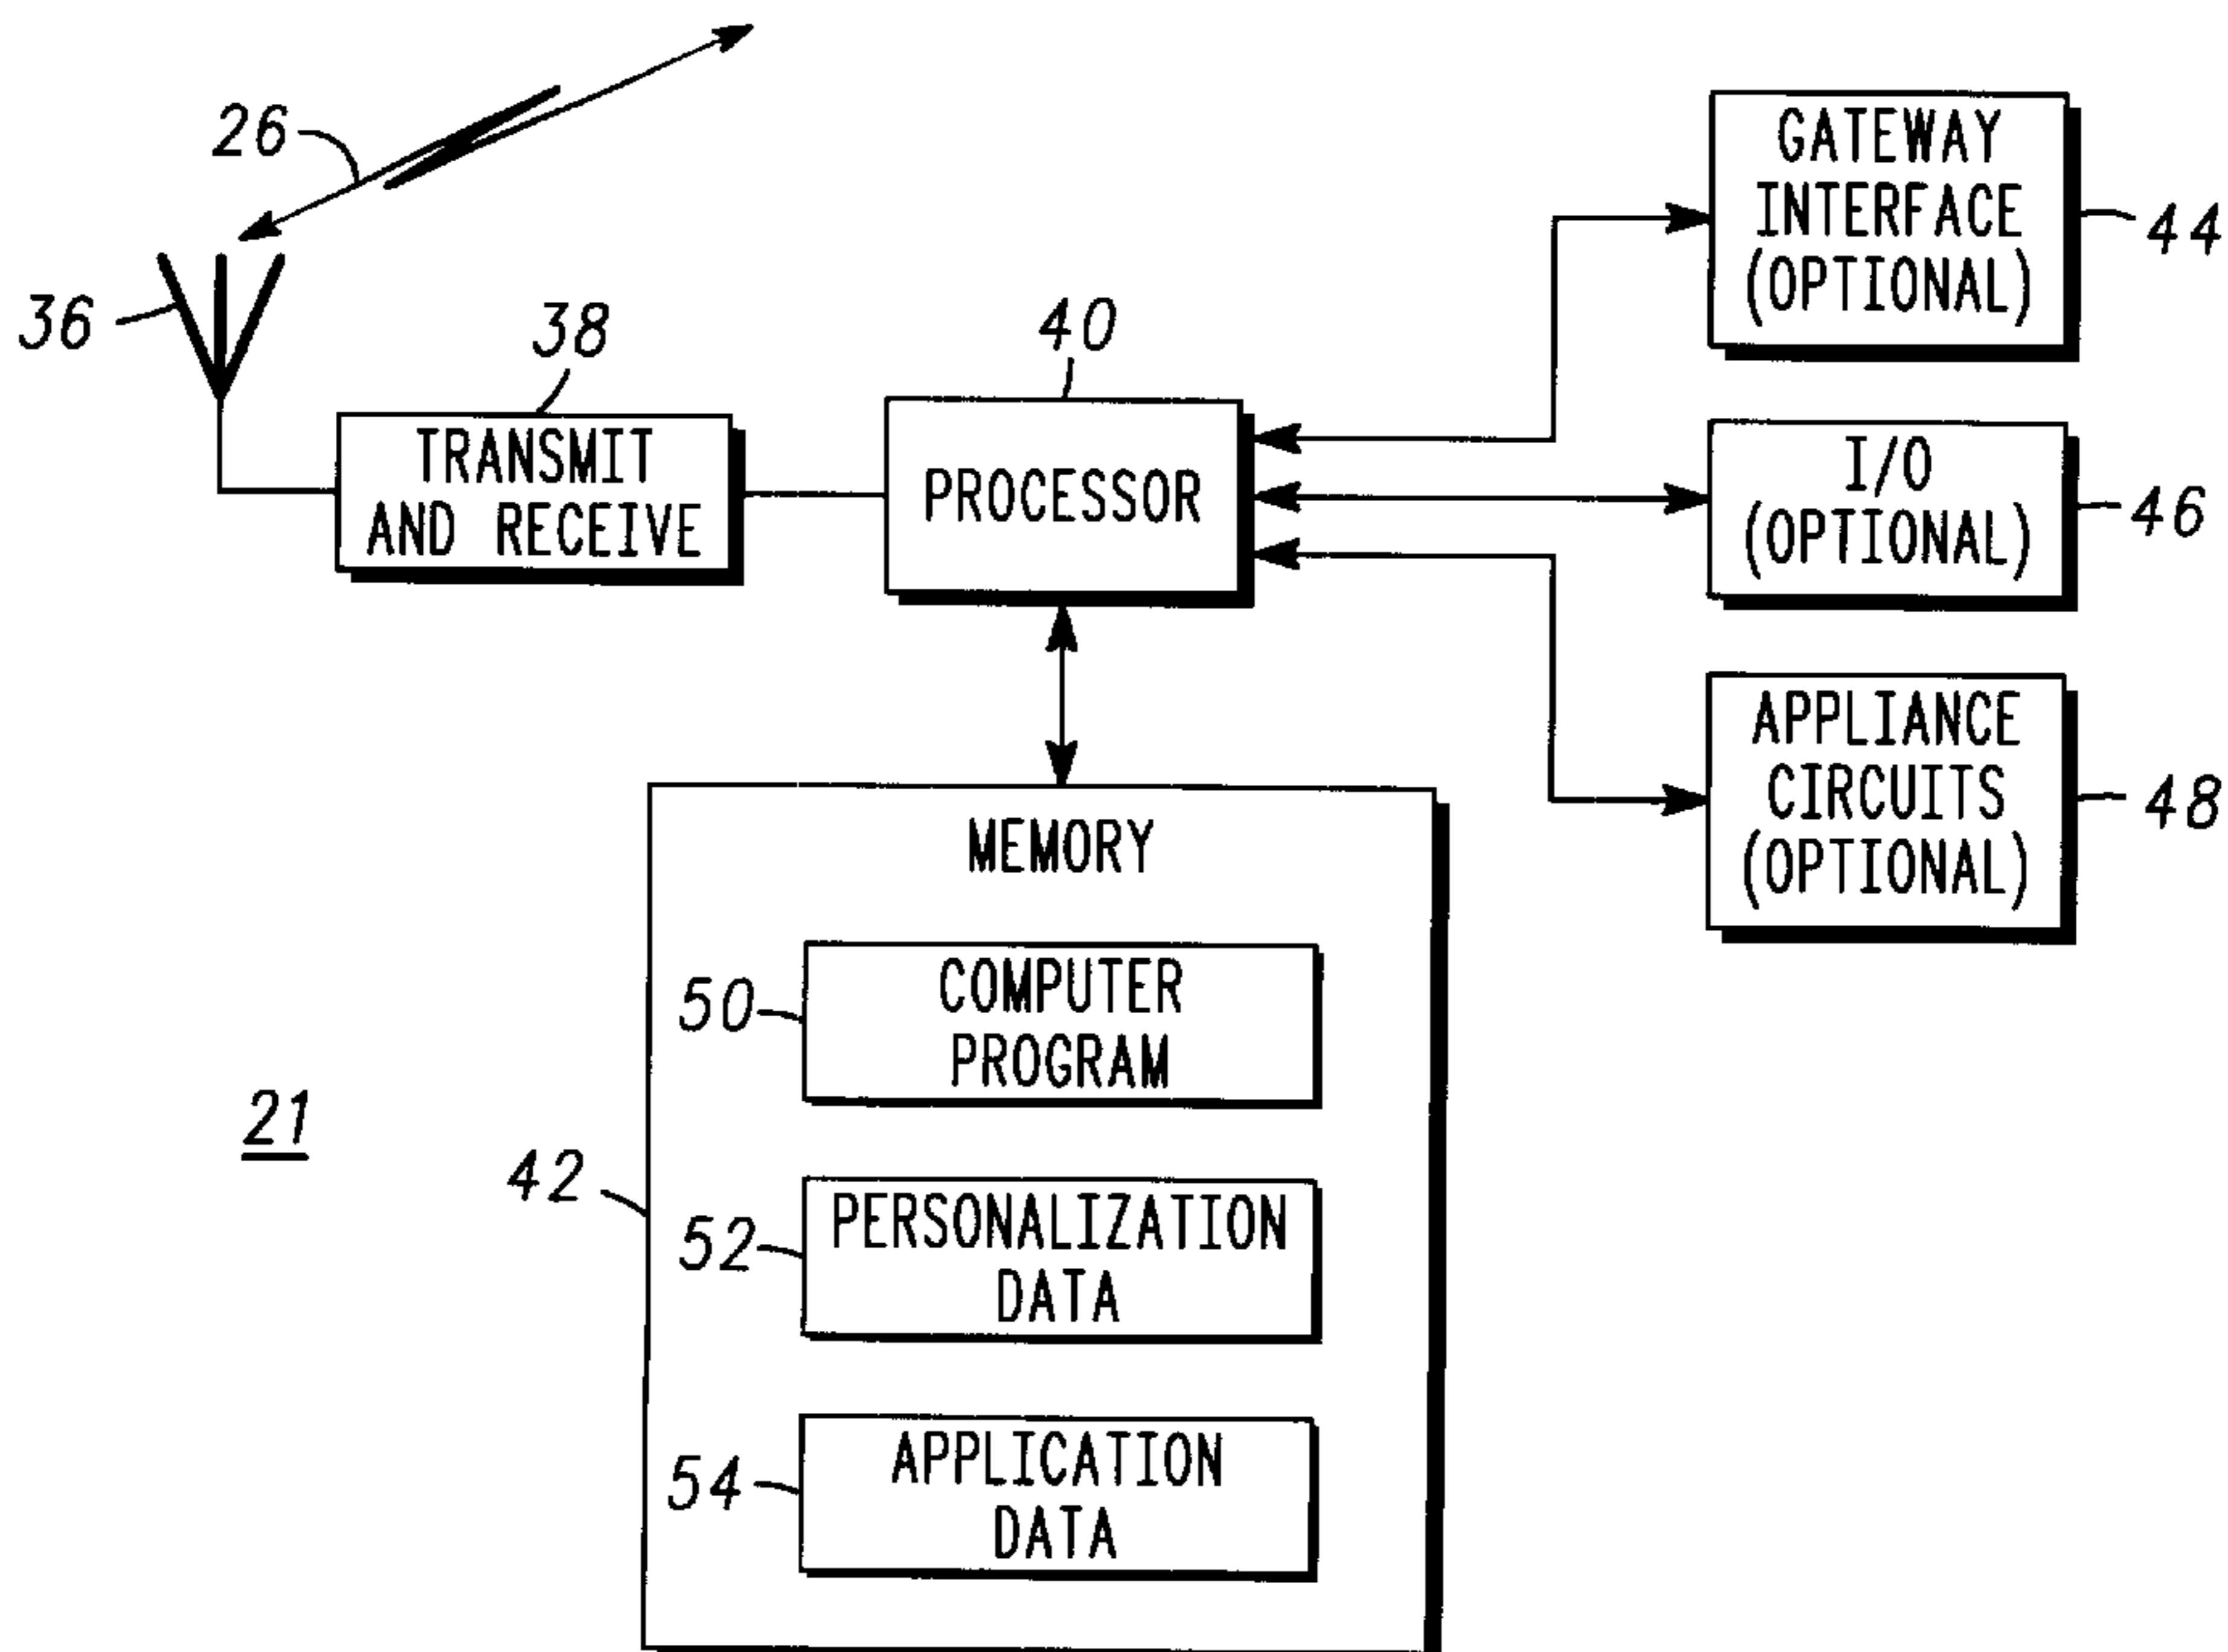 26
36
38
TRANSMIT
AND RECEIVE
40
PROCESSOR
GATEWAY
INTERFACE
(OPTIONAL)
44
I/O
(OPTIONAL)
46
APPLIANCE
CIRCUITS
(OPTIONAL)
48
MEMORY
50
COMPUTER
PROGRAM
21
42
52
PERSONALIZATION
DATA
54
APPLICATION
DATA